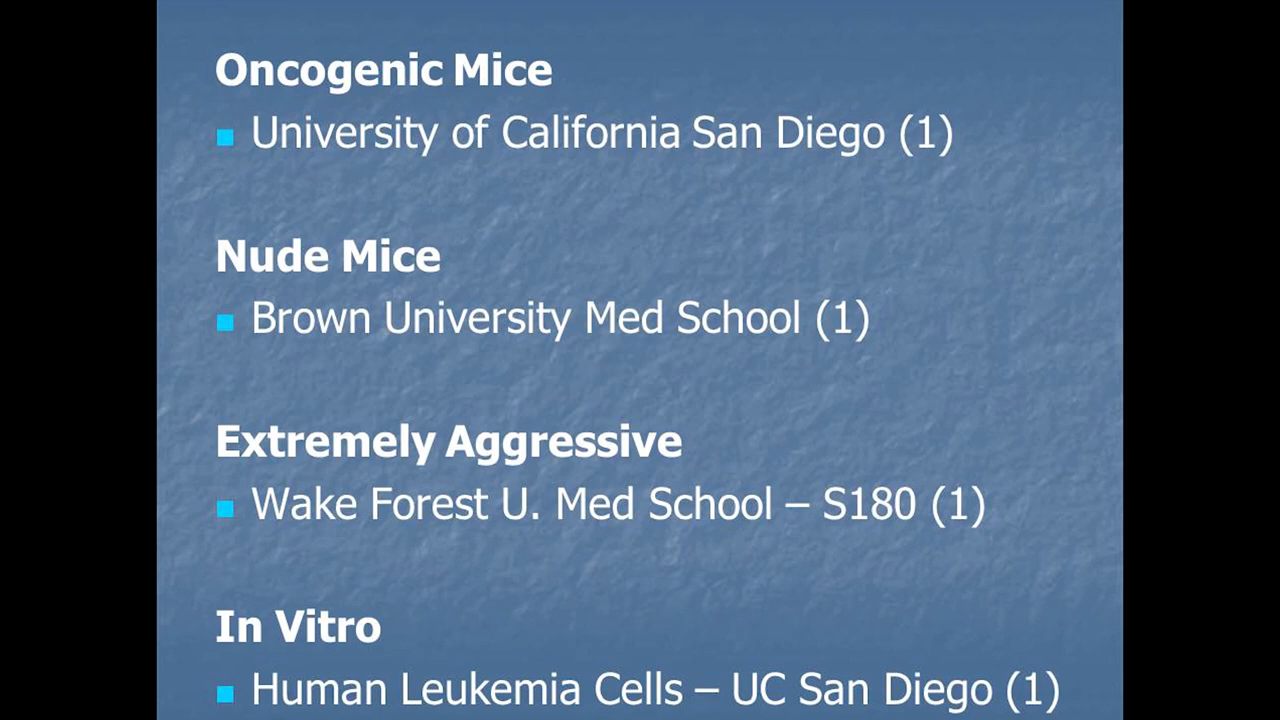 Oncogenic Mice
University of California San Diego (1)
Nude Mice
Brown University Med School (1)
Extremely Aggressive
Wake Forest U. Med School – S180 (1)
In Vitro
Human Leukemia Cells – UC San Diego (1)